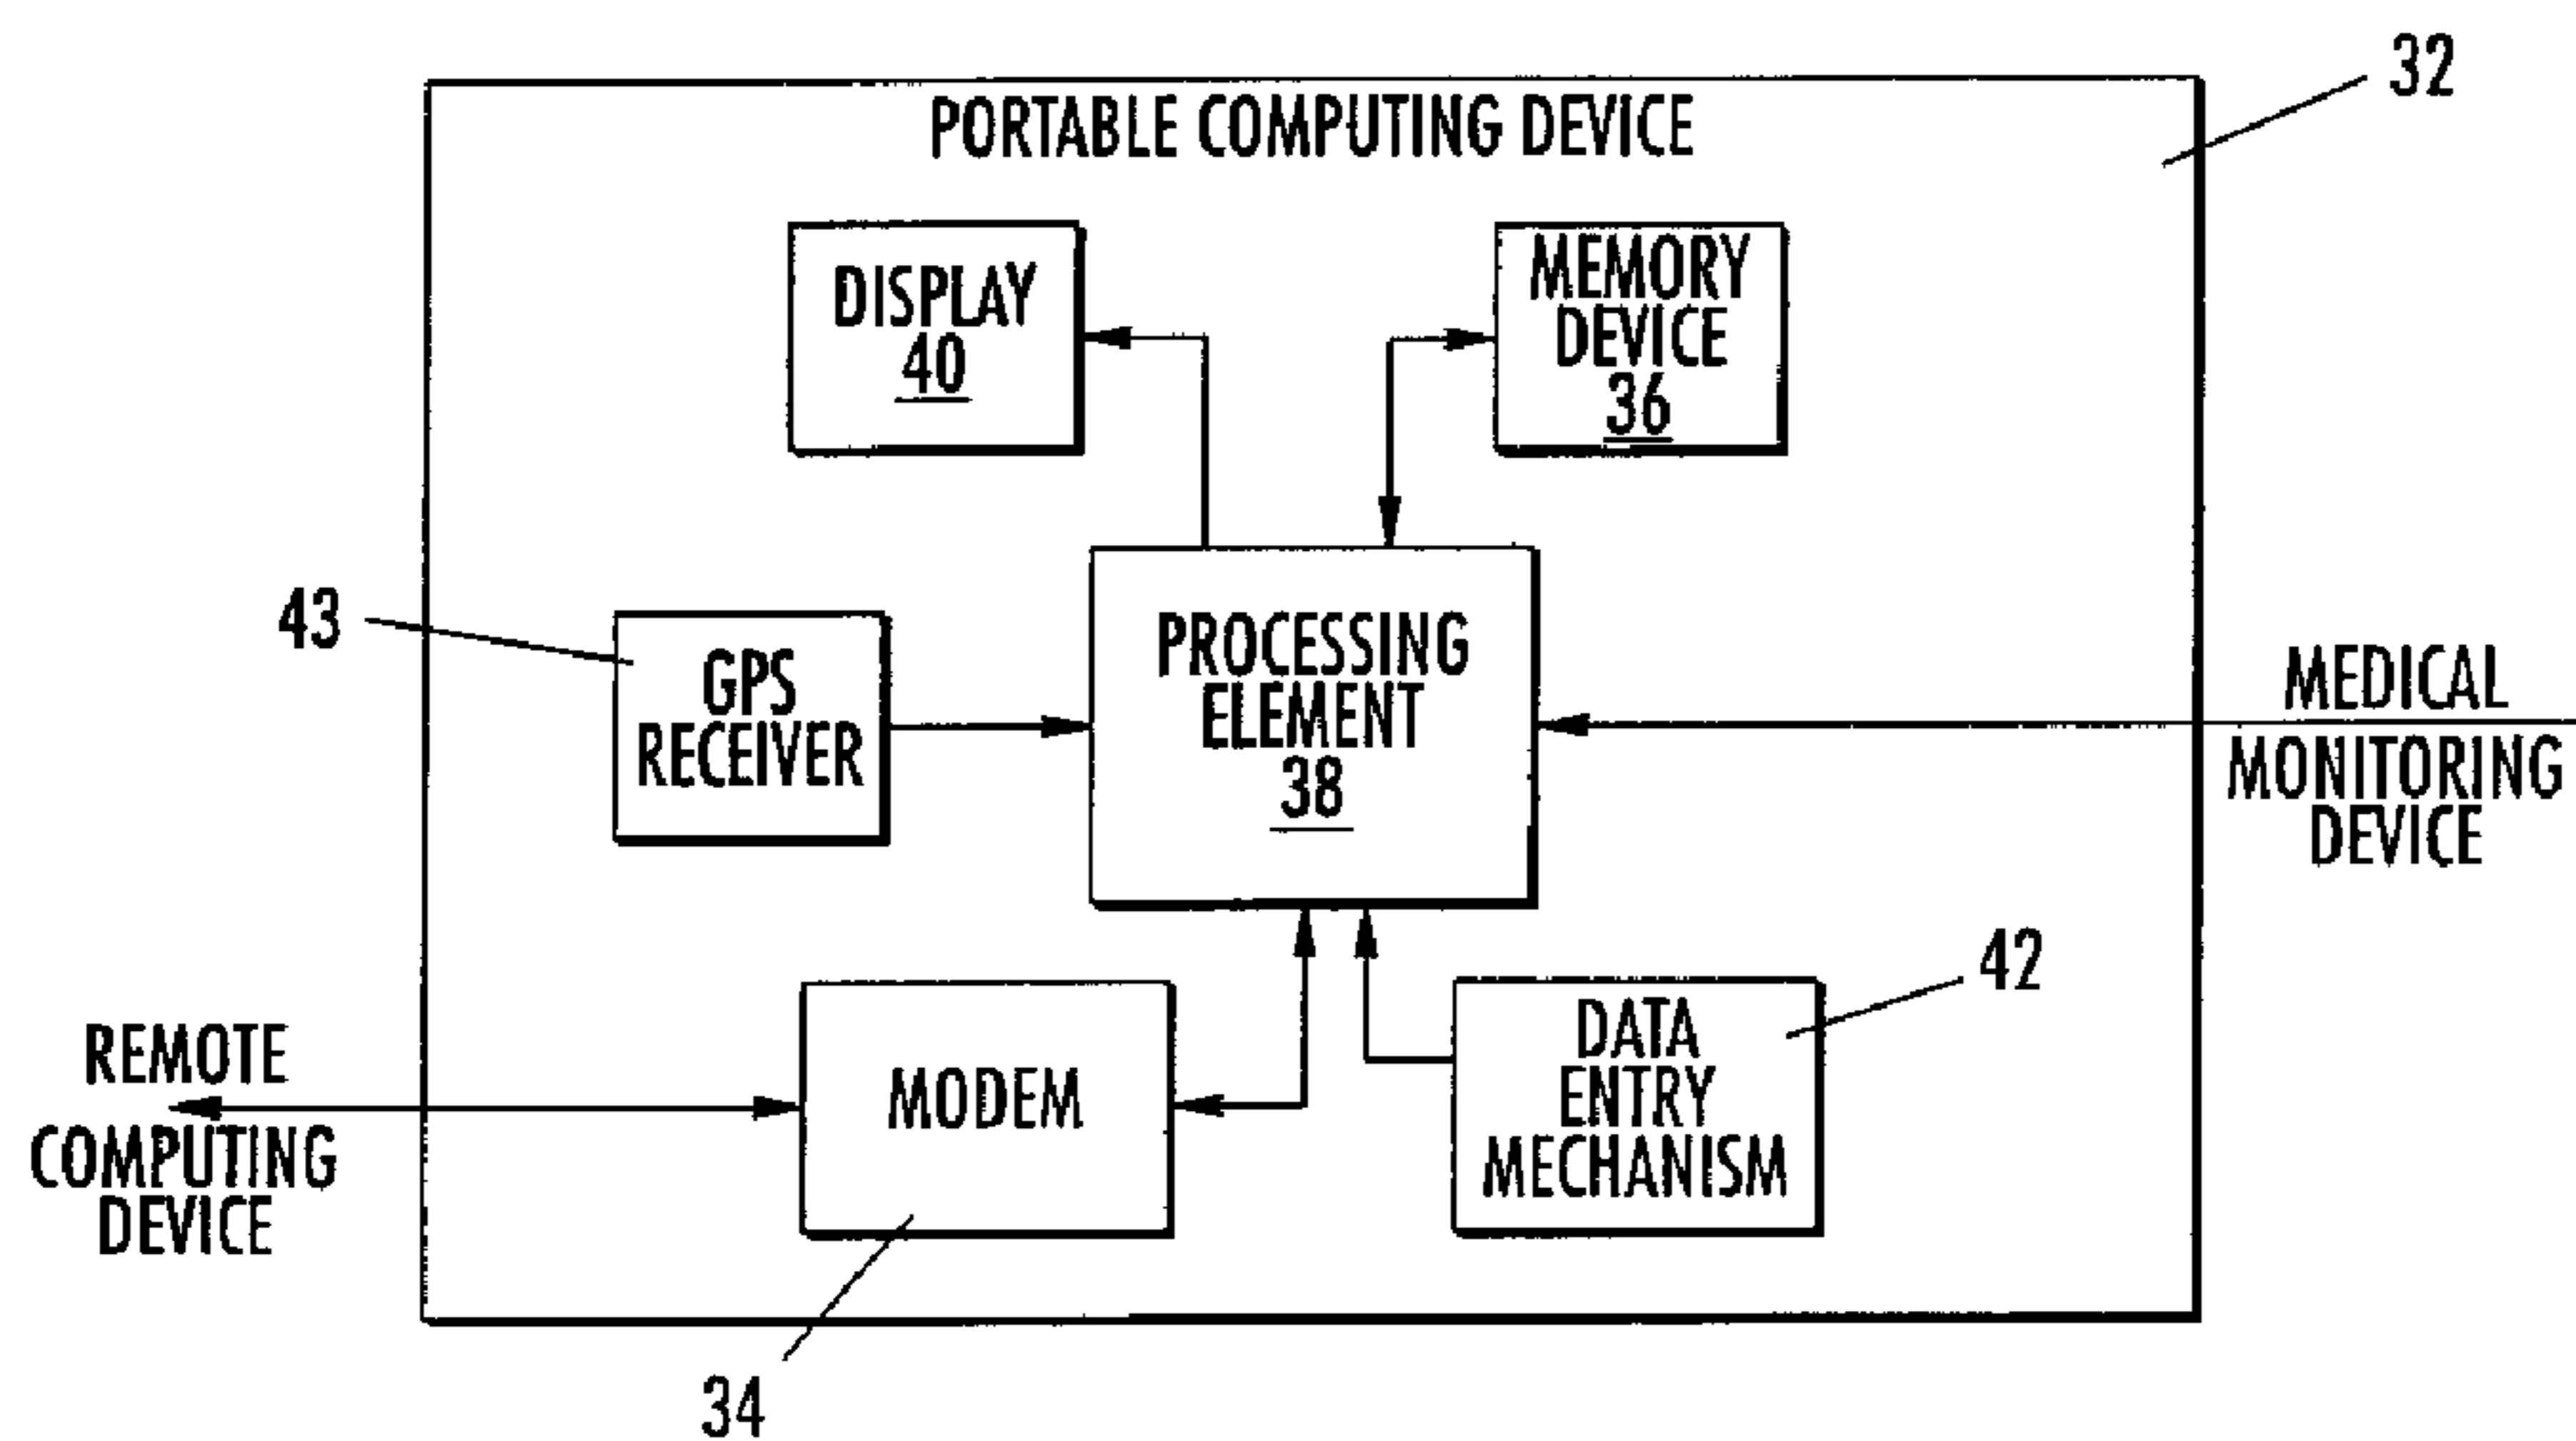 32
PORTABLE COMPUTING DEVICE
DISPLAY
40
MEMORY
DEVICE
36
43
GPS
RECEIVER
PROCESSING
ELEMENT
38
MEDICAL
MONITORING
DEVICE
42
REMOTE
COMPUTING
DEVICE
MODEM
DATA
ENTRY
MECHANISM
34